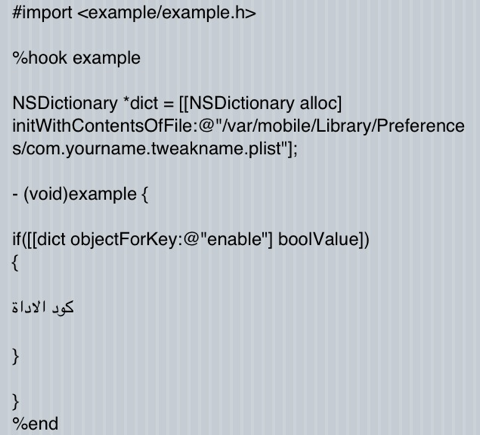 #import <example/example.h>
%hook example
NSDictionary *dict = [[NSDictionary alloc]
initWithContentsOfFile:@"/var/mobile/Library/Preference
s/com.yourname.tweakname.plist"];
- (void)example {
if([[dict objectForKey:@"enable"] boolValue])
{
كود الاداة
}
}
%end